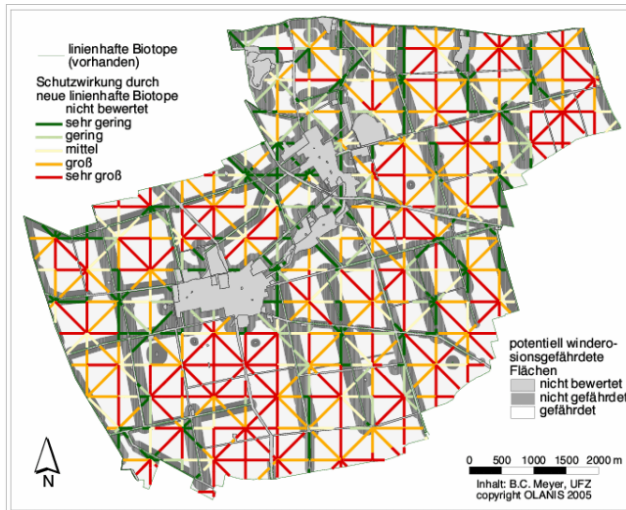 linienhafte Biotope
(vorhanden)
Schutzwirkung durch
neue linienhafte Biotope
nicht bewertet
sehr gering
gering
mittel
groß
sehr groß
potentiell windero-
sionsgefährdete
Flächen
nicht bewertet
nicht gefährdet
gefährdet
N
0 500 1000 1500 2000 m
Inhalt: B.C. Meyer, UFZ
copyright OLANIS 2005